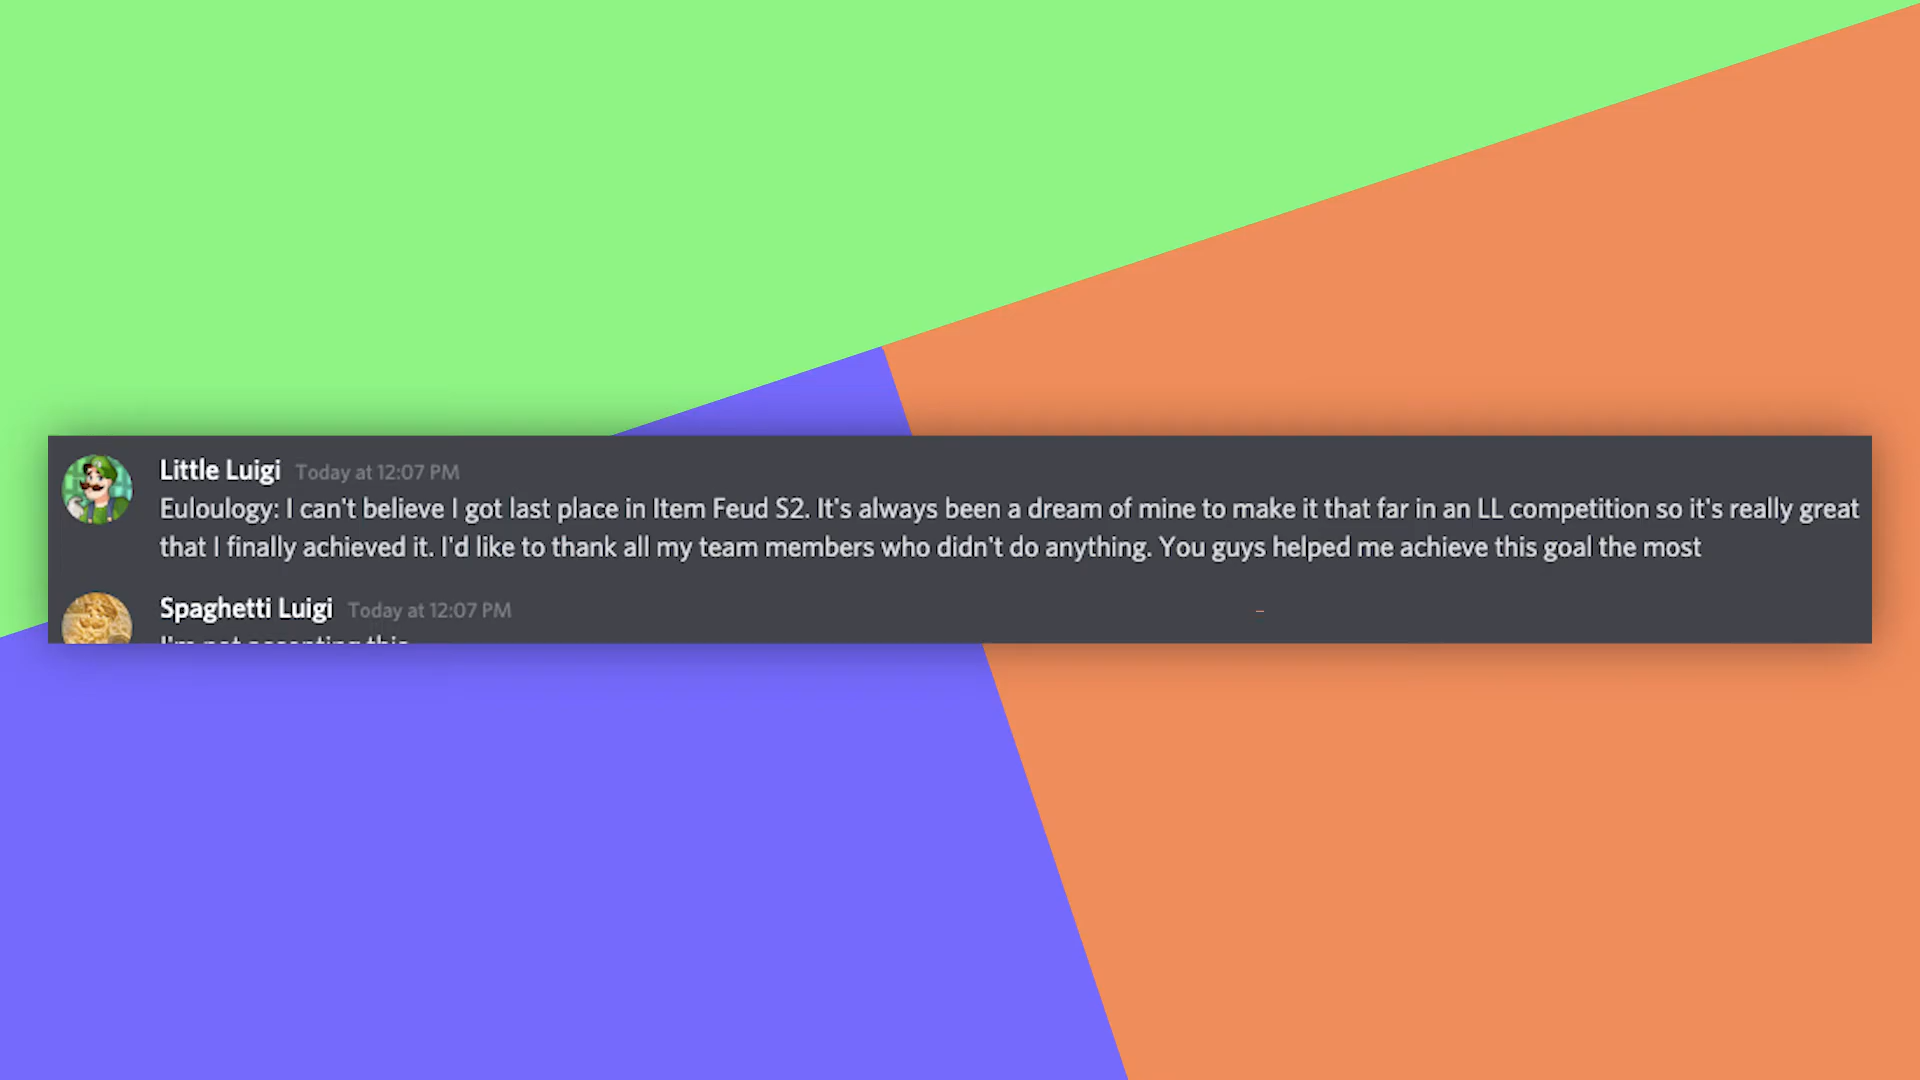 Little Luigi Today at 12:07 PM
Euloulogy: I can't believe I got last place in Item Feud S2. It's always been a dream of mine to make it that far in an LL competition so it's really great
that I finally achieved it. I'd like to thank all my team members who didn't do anything. You guys helped me achieve this goal the most
Spaghetti Luigi Today at 12:07 PM
I'm not accepting this